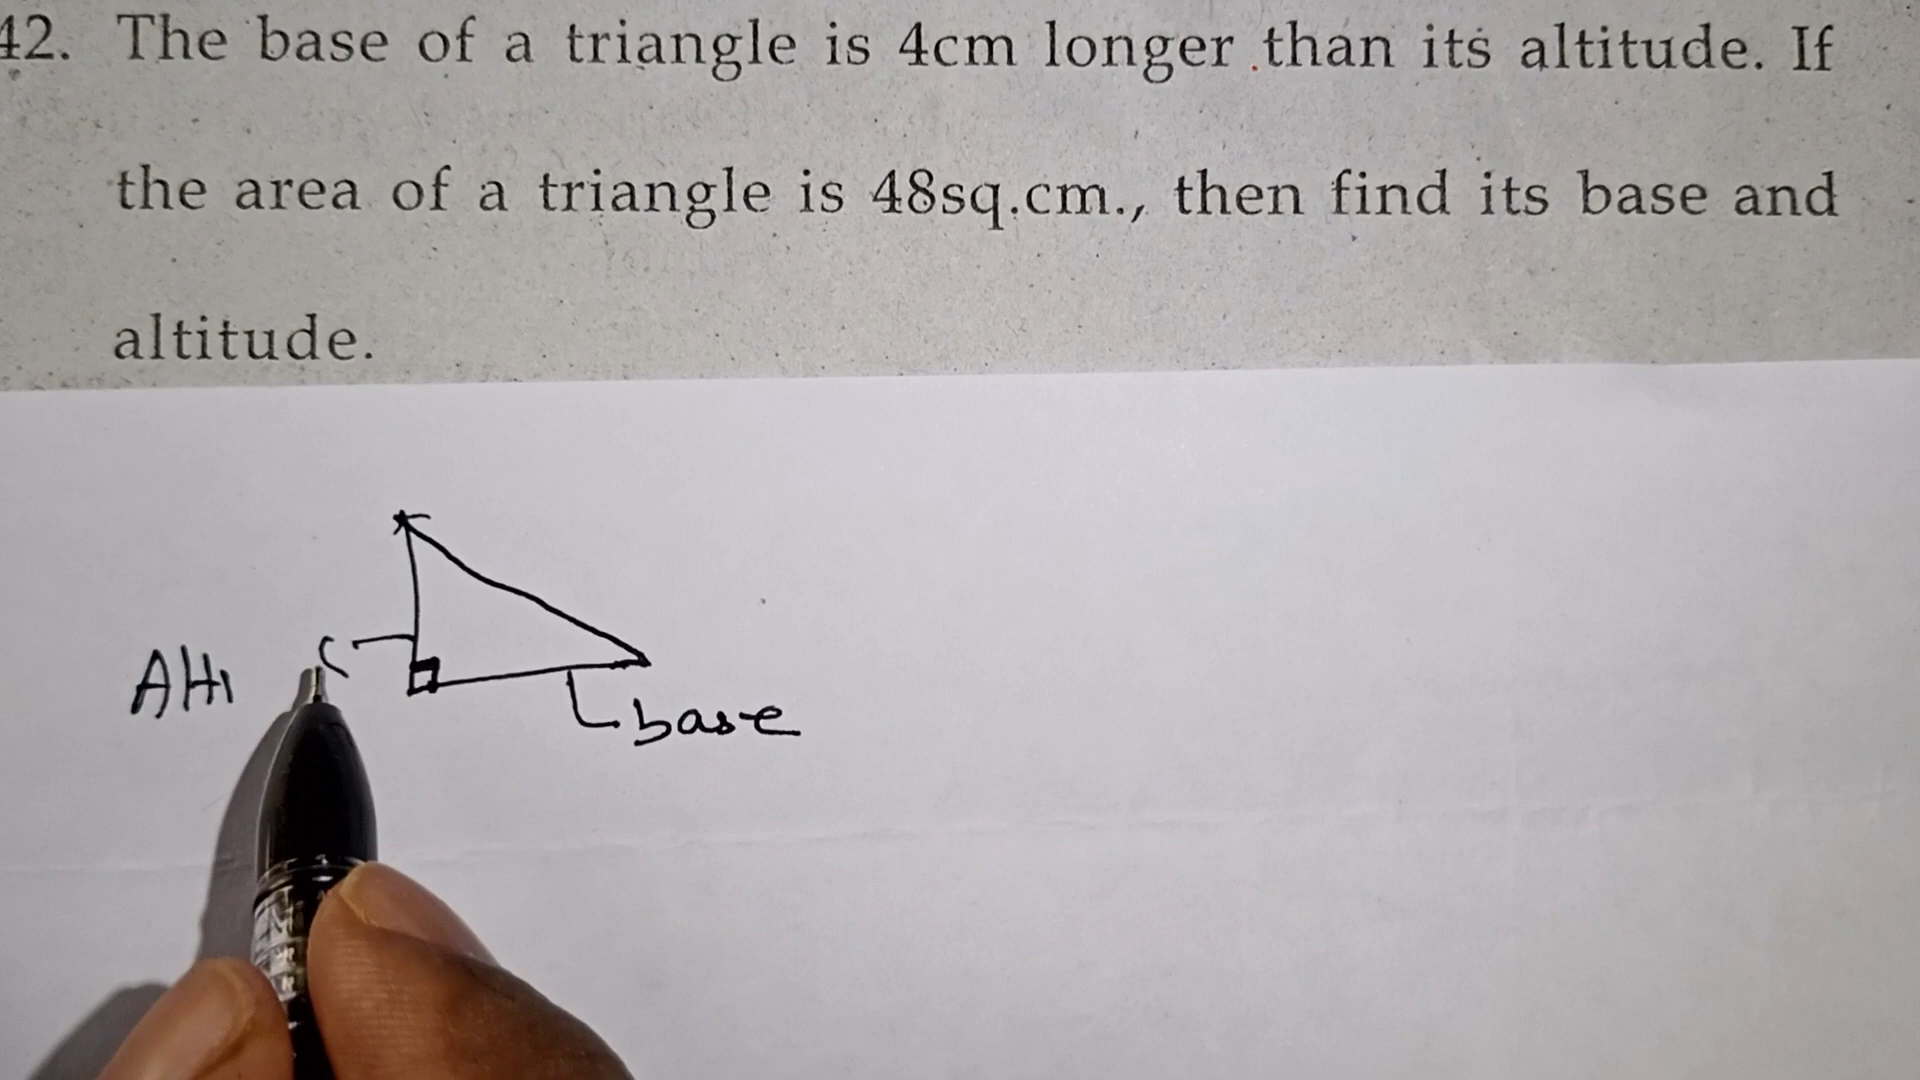 42. The base of a triangle is 4cm longer than its altitude. If
the area of a triangle is 48sq.cm., then find its base and
altitude.
Alti
base